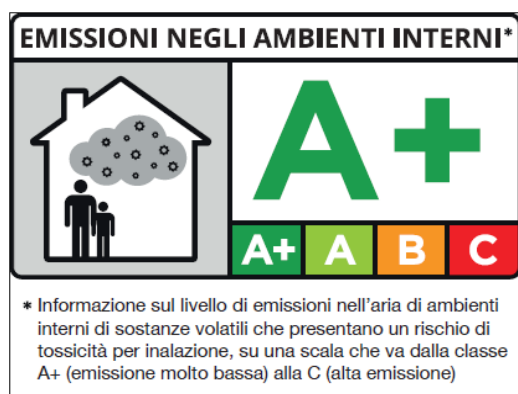 EMISSIONI NEGLI AMBIENTI INTERNI*
A+
A+ A B C
* Informazione sul livello di emissioni nell'aria di ambienti
interni di sostanze volatili che presentano un rischio di
tossicità per inalazione, su una scala che va dalla classe
A+ (emissione molto bassa) alla C (alta emissione)